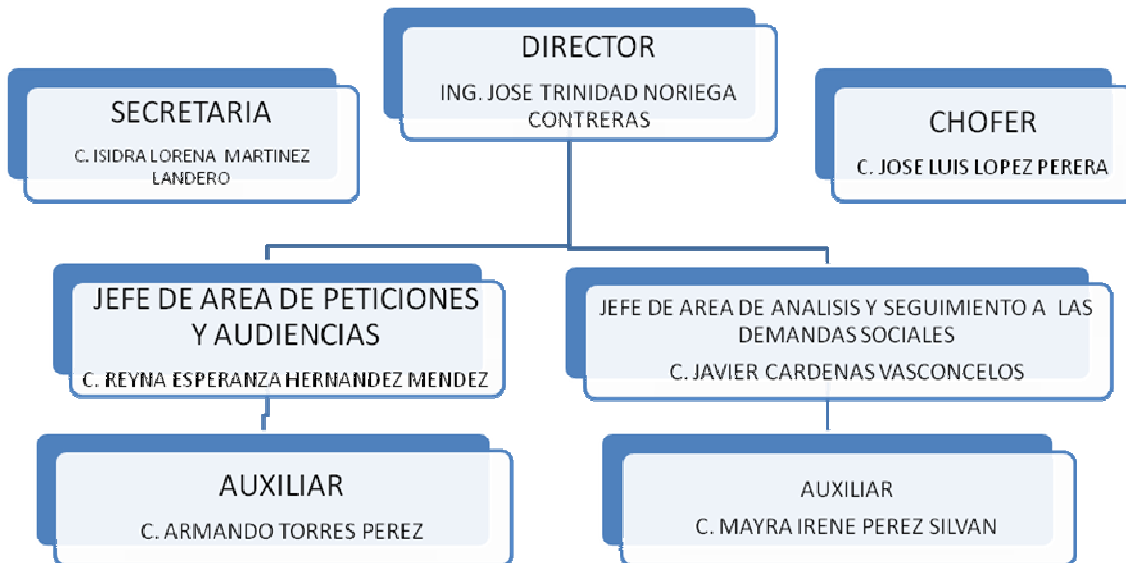 DIRECTOR
ING. JOSE TRINIDAD NORIEGA
CONTRERAS
SECRETARIA
C. ISIDRA LORENA MARTINEZ
LANDERO
CHOFER
C. JOSE LUIS LOPEZ PERERA
JEFE DE AREA DE PETICIONES
Y AUDIENCIAS
C. REYNA ESPERANZA HERNANDEZ MENDEZ
JEFE DE AREA DE ANALISIS Y SEGUIMIENTO A LAS
DEMANDAS SOCIALES
C. JAVIER CARDENAS VASCONCELOS
AUXILIAR
C. ARMANDO TORRES PEREZ
AUXILIAR
C. MAYRA IRENE PEREZ SILVAN